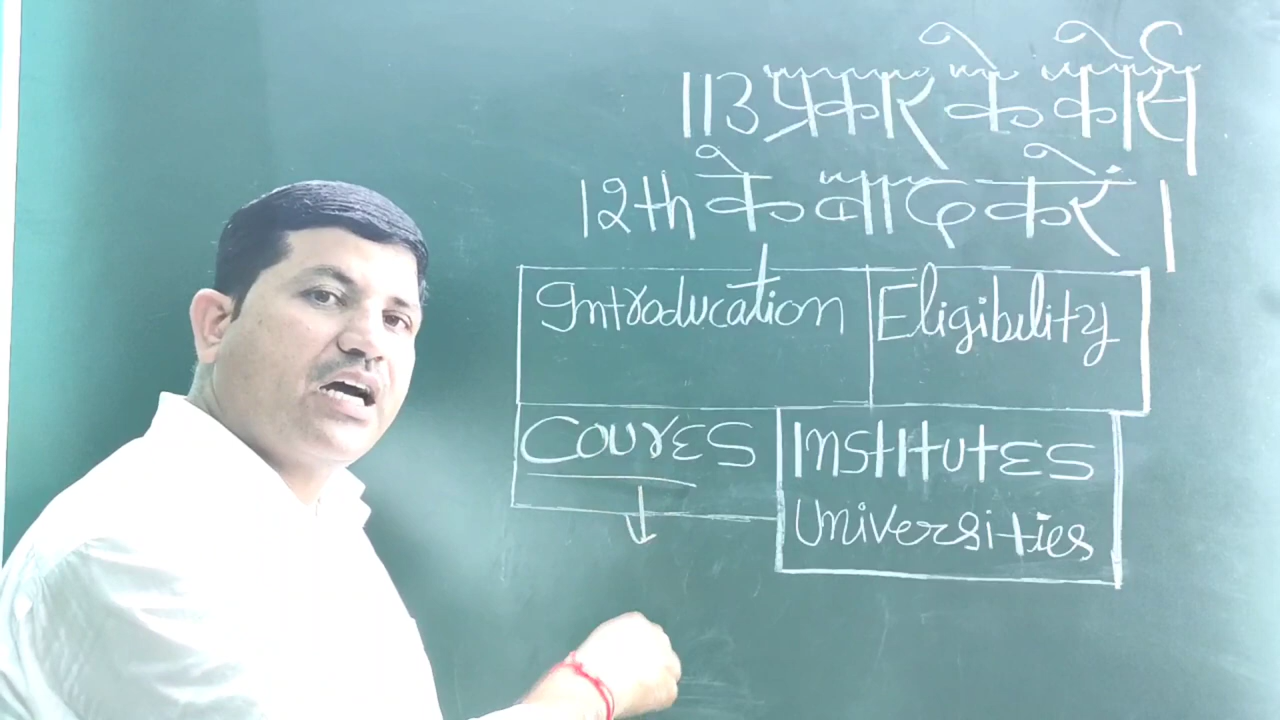 113 प्रकार के कोर्स
12th के बाद करें ।
Introducation
Eligibility
COURES
INSTITUTES
UNIVERSITIES